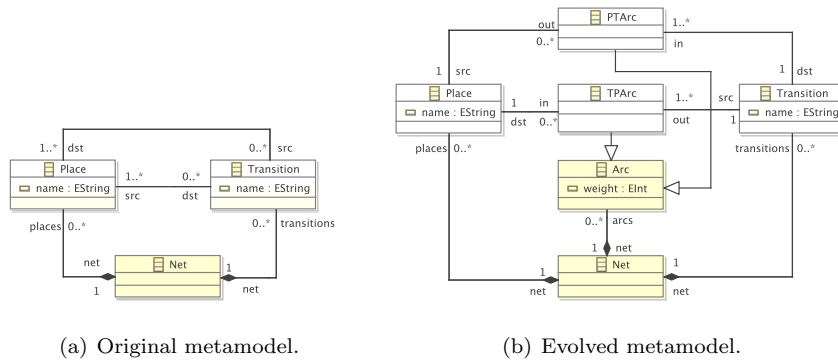 PTArc
out
0..*
1..*
in
1
src
1
dst
Place
name : EString
1
dst
in
0..*
TPArc
1..*
out
src
1
Transition
name : EString
places
0..*
transitions
0..*
Arc
weight : EInt
0..*
arcs
1
net
1
net
Net
1
net
1..*
dst
0..*
src
Place
name : EString
1..*
src
0..*
dst
Transition
name : EString
places
0..*
0..*
transitions
net
1
Net
1
net
(a) Original metamodel.
(b) Evolved metamodel.